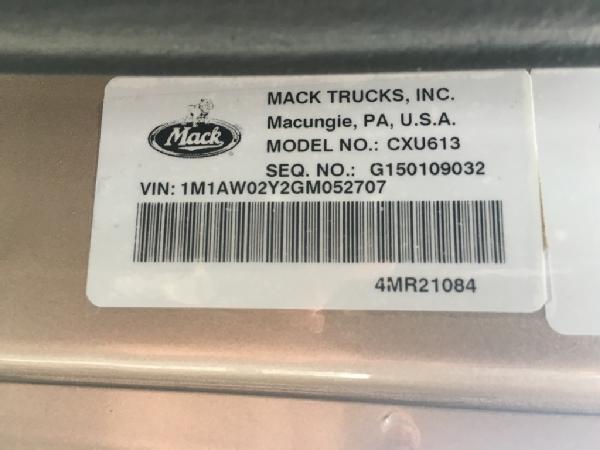 Mack
MACK TRUCKS, INC.
Macungie, PA, U.S.A.
MODEL NO.: CXU613
SEQ. NO.: G150109032
VIN: 1M1AW02Y2GM052707
4MR21084